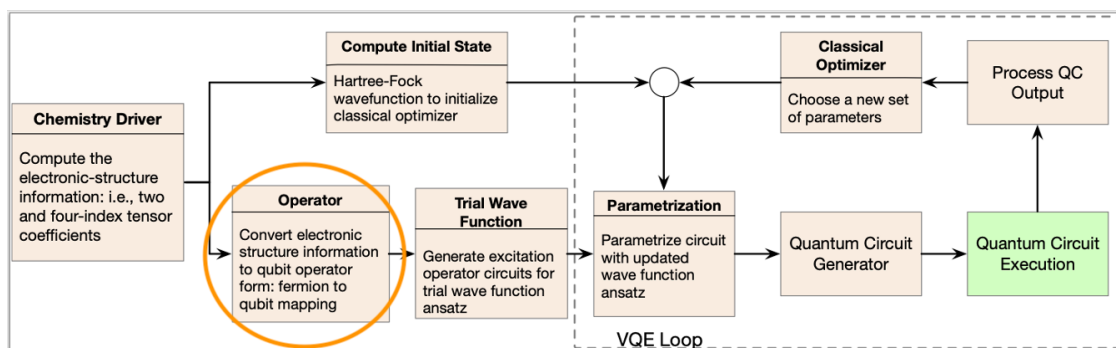 Compute Initial State
Hartree-Fock
wavefunction to initialize
classical optimizer
Classical
Optimizer
Choose a new set
of parameters
Process QC
Output
Chemistry Driver
Compute the
electronic-structure
information: i.e., two
and four-index tensor
coefficients
Operator
Convert electronic
structure information
to qubit operator
form: fermion to
qubit mapping
Trial Wave
Function
Generate excitation
operator circuits for
trial wave function
ansatz
Parametrization
Parametrize circuit
with updated
wave function
ansatz
Quantum Circuit
Generator
Quantum Circuit
Execution
VQE Loop